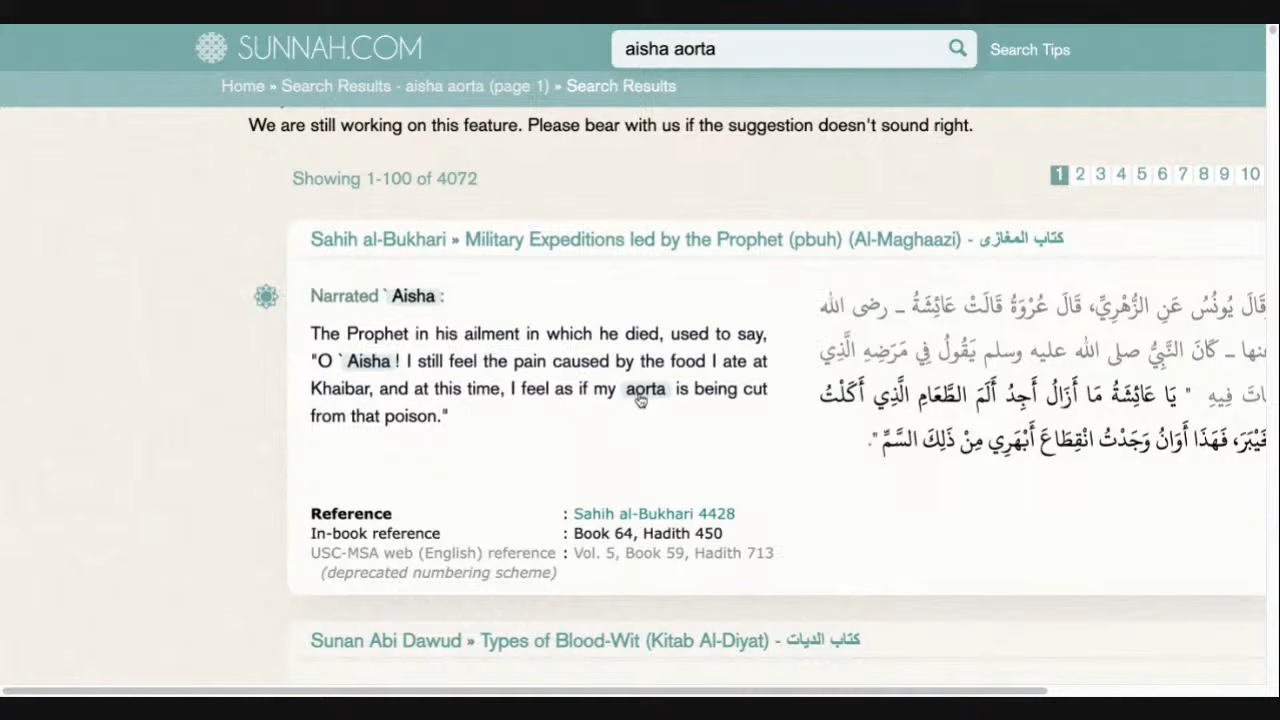 SUNNAH.COM
aisha aorta
Search Tips
Home » Search Results - aisha aorta (page 1) » Search Results
We are still working on this feature. Please bear with us if the suggestion doesn't sound right.
Showing 1-100 of 4072
1 2 3 4 5 6 7 8 9 10
Sahih al-Bukhari » Military Expeditions led by the Prophet (pbuh) (Al-Maghaazi) - كتاب المغازى
Narrated `Aisha :
The Prophet in his ailment in which he died, used to say,
"O `Aisha! I still feel the pain caused by the food I ate at
Khaibar, and at this time, I feel as if my aorta is being cut
from that poison."
قَالَ يُونُسُ عَنِ الزُّهْرِيِّ، قَالَ عُرْوَةُ قَالَتْ عَائِشَةُ ـ رضى الله
عنها ـ كَانَ النَّبِيُّ صلى الله عليه وسلم يَقُولُ فِي مَرَضِهِ الَّذِي
فِيهِ " يَا عَائِشَةُ مَا أَزَالُ أَجِدُ أَلَمَ الطَّعَامِ الَّذِي أَكَلْتُ
فَهَذَا أَوَانُ وَجَدْتُ انْقِطَاعَ أَبْهَرِي مِنْ ذَلِكَ السَّمِّ ".
Reference : Sahih al-Bukhari 4428
In-book reference : Book 64, Hadith 450
USC-MSA web (English) reference : Vol. 5, Book 59, Hadith 713
(deprecated numbering scheme)
Sunan Abi Dawud » Types of Blood-Wit (Kitab Al-Diyat) - كتاب الديات